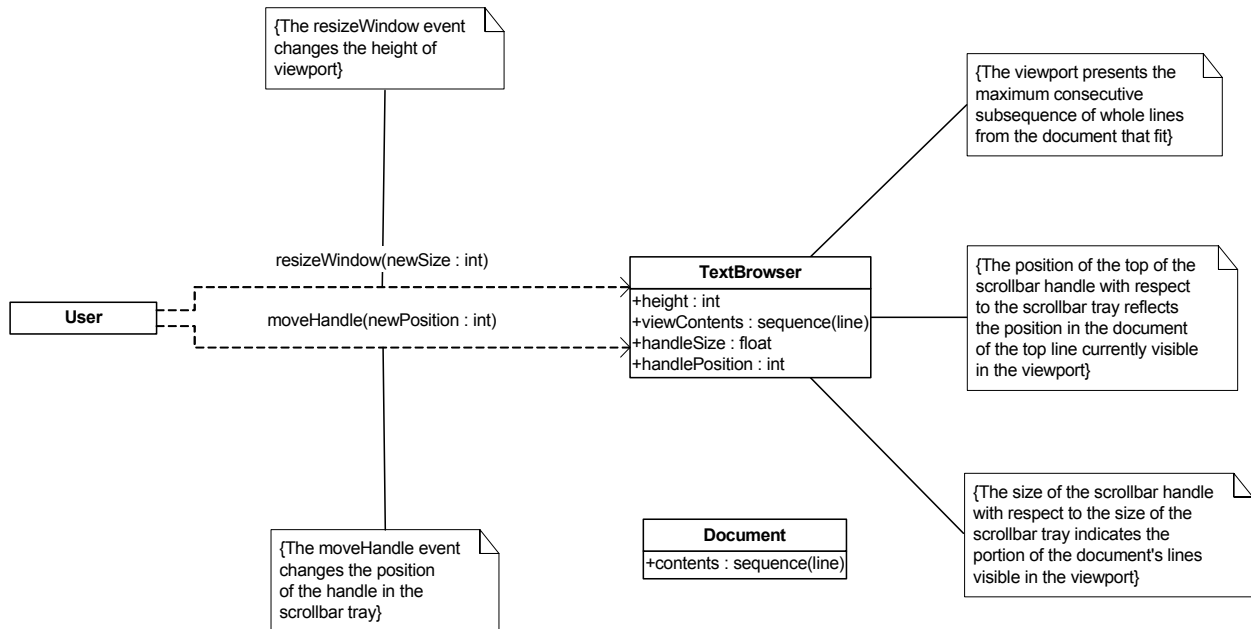 {The resizeWindow event
changes the height of
viewport}
{The viewport presents the
maximum consecutive
subsequence of whole lines
from the document that fit}
resizeWindow(newSize : int)
User
moveHandle(newPosition : int)
TextBrowser
+height : int
+viewContents : sequence(line)
+handleSize : float
+handlePosition : int
{The position of the top of the
scrollbar handle with respect
to the scrollbar tray reflects
the position in the document
of the top line currently visible
in the viewport}
{The moveHandle event
changes the position
of the handle in the
scrollbar tray}
Document
+contents : sequence(line)
{The size of the scrollbar handle
with respect to the size of the
scrollbar tray indicates the
portion of the document's lines
visible in the viewport}